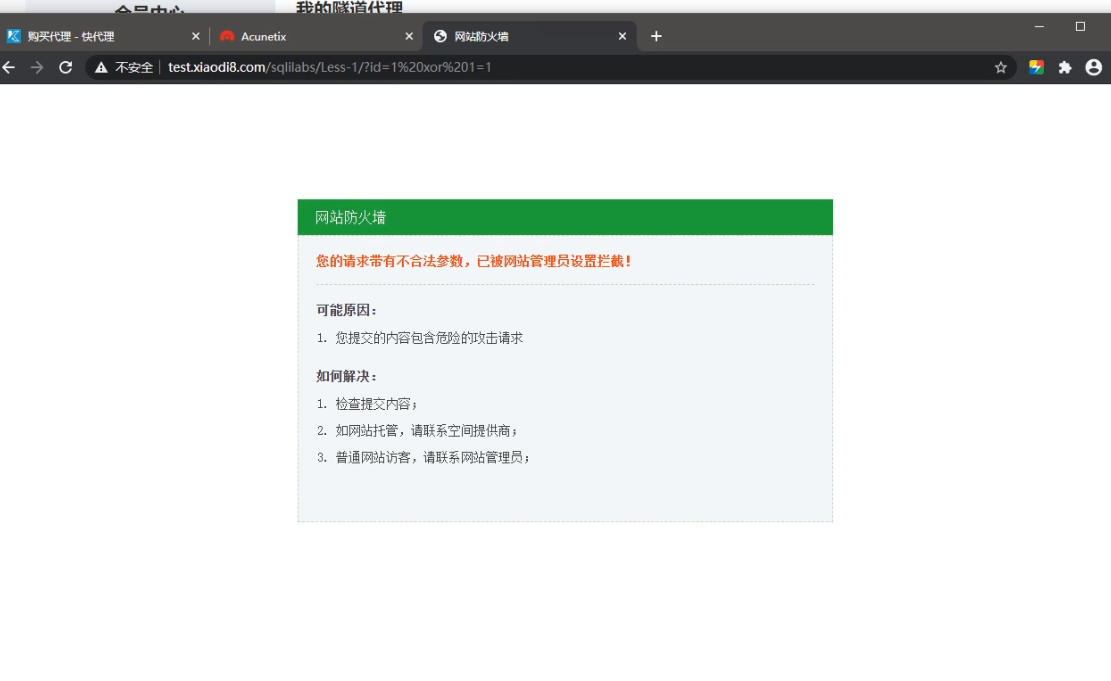 会员中心
我的隧道代理
购买代理 - 快代理
Acunetix
网站防火墙
不安全
test.xiaodi8.com/sqlilabs/Less-1/?id=1%20xor%201=1
网站防火墙
您的请求带有不合法参数，已被网站管理员设置拦截！
可能原因：
1. 您提交的内容包含危险的攻击请求
如何解决：
1. 检查提交内容；
2. 如网站托管，请联系空间提供商；
3. 普通网站访客，请联系网站管理员；